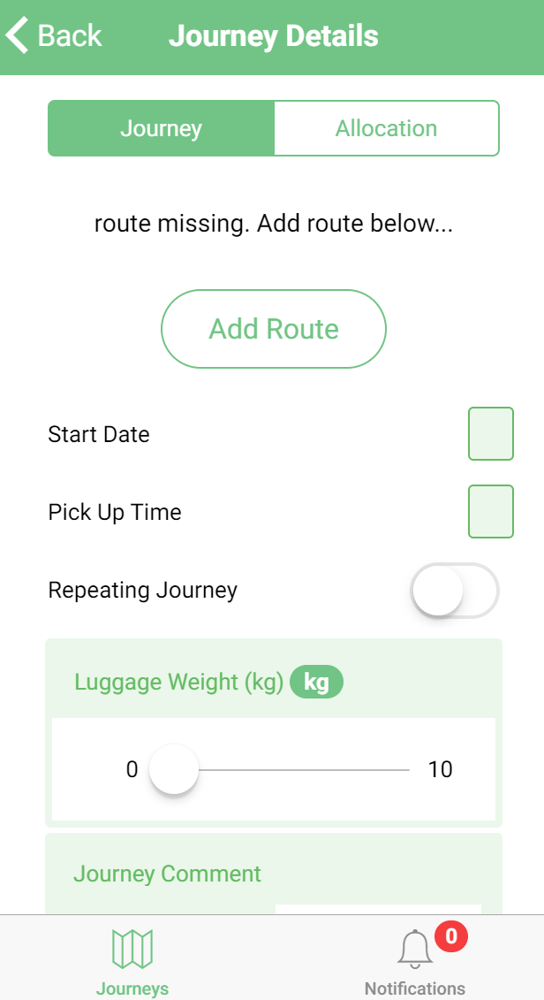 Back
Journey Details
Journey
Allocation
route missing. Add route below...
Add Route
Start Date
Pick Up Time
Repeating Journey
Luggage Weight (kg) kg
0 10
Journey Comment
0
Journeys
Notifications